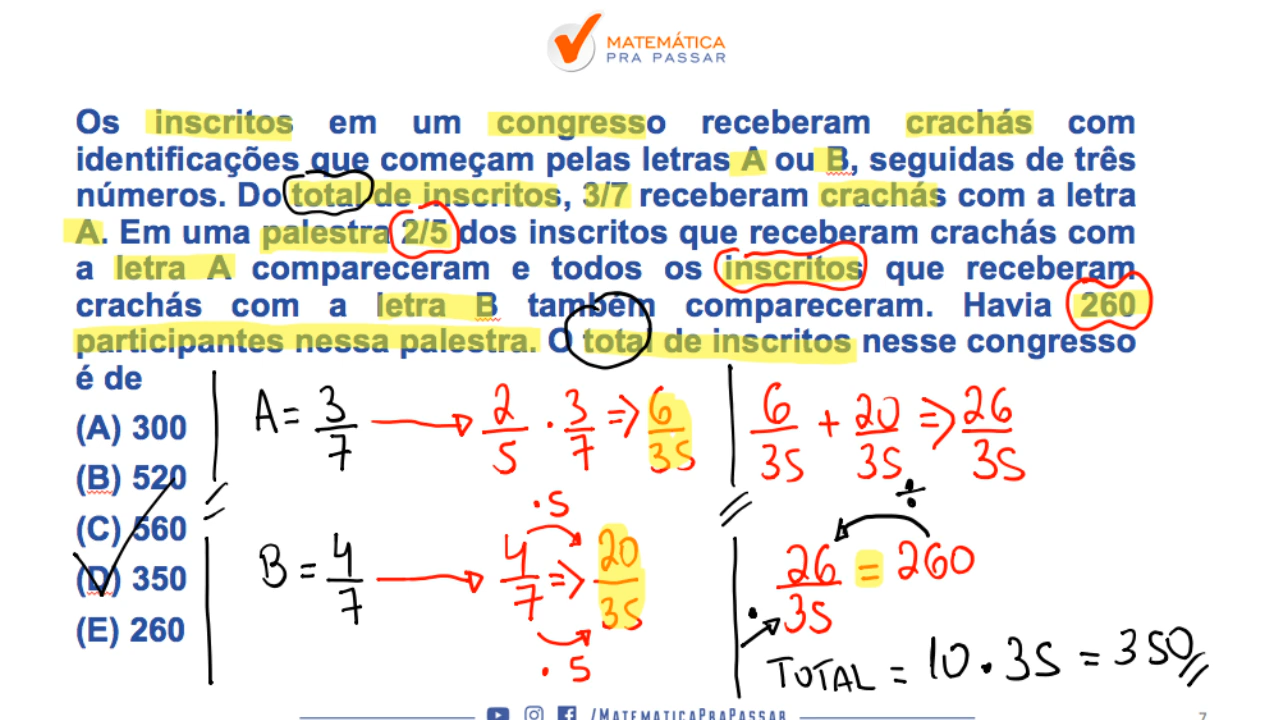 MATEMÁTICA
PRA PASSAR
Os inscritos em um congresso receberam crachás com
identificações que começam pelas letras A ou B, seguidas de três
números. Do total de inscritos, 3/7 receberam crachás com a letra
A. Em uma palestra 2/5 dos inscritos que receberam crachás com
a letra A compareceram e todos os inscritos que receberam
crachás com a letra B também compareceram. Havia 260
participantes nessa palestra. O total de inscritos nesse congresso
é de
(A) 300
(B) 520
(C) 560
(D) 350
(E) 260
A = 3/7 → 2/5 · 3/7 => 6/35
B = 4/7 → 4/7 => 20/35
· 5
· 5
6/35 + 20/35 => 26/35
÷
26/35 = 260
·
TOTAL = 10 · 35 = 350//
/MATEMATICAPRAPASSAR
7